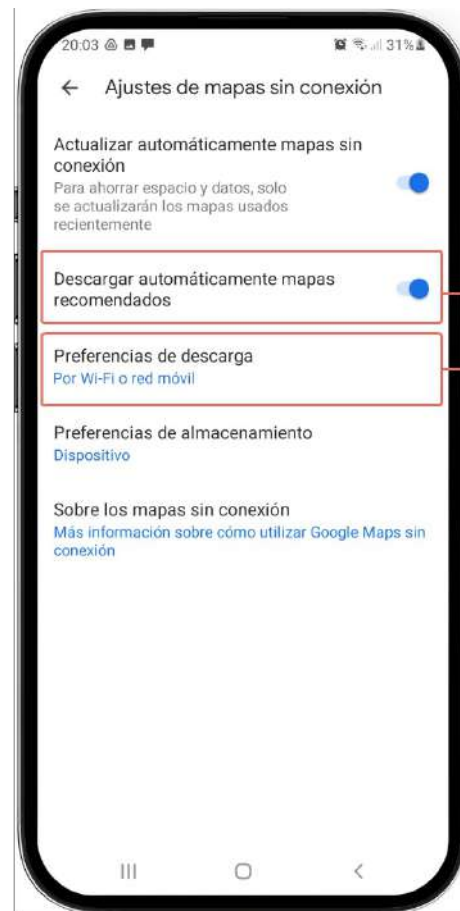 20:03
31%
Ajustes de mapas sin conexión
Actualizar automáticamente mapas sin
conexión
Para ahorrar espacio y datos, solo
se actualizarán los mapas usados
recientemente
Descargar automáticamente mapas
recomendados
Preferencias de descarga
Por Wi-Fi o red móvil
Preferencias de almacenamiento
Dispositivo
Sobre los mapas sin conexión
Más información sobre cómo utilizar Google Maps sin
conexión